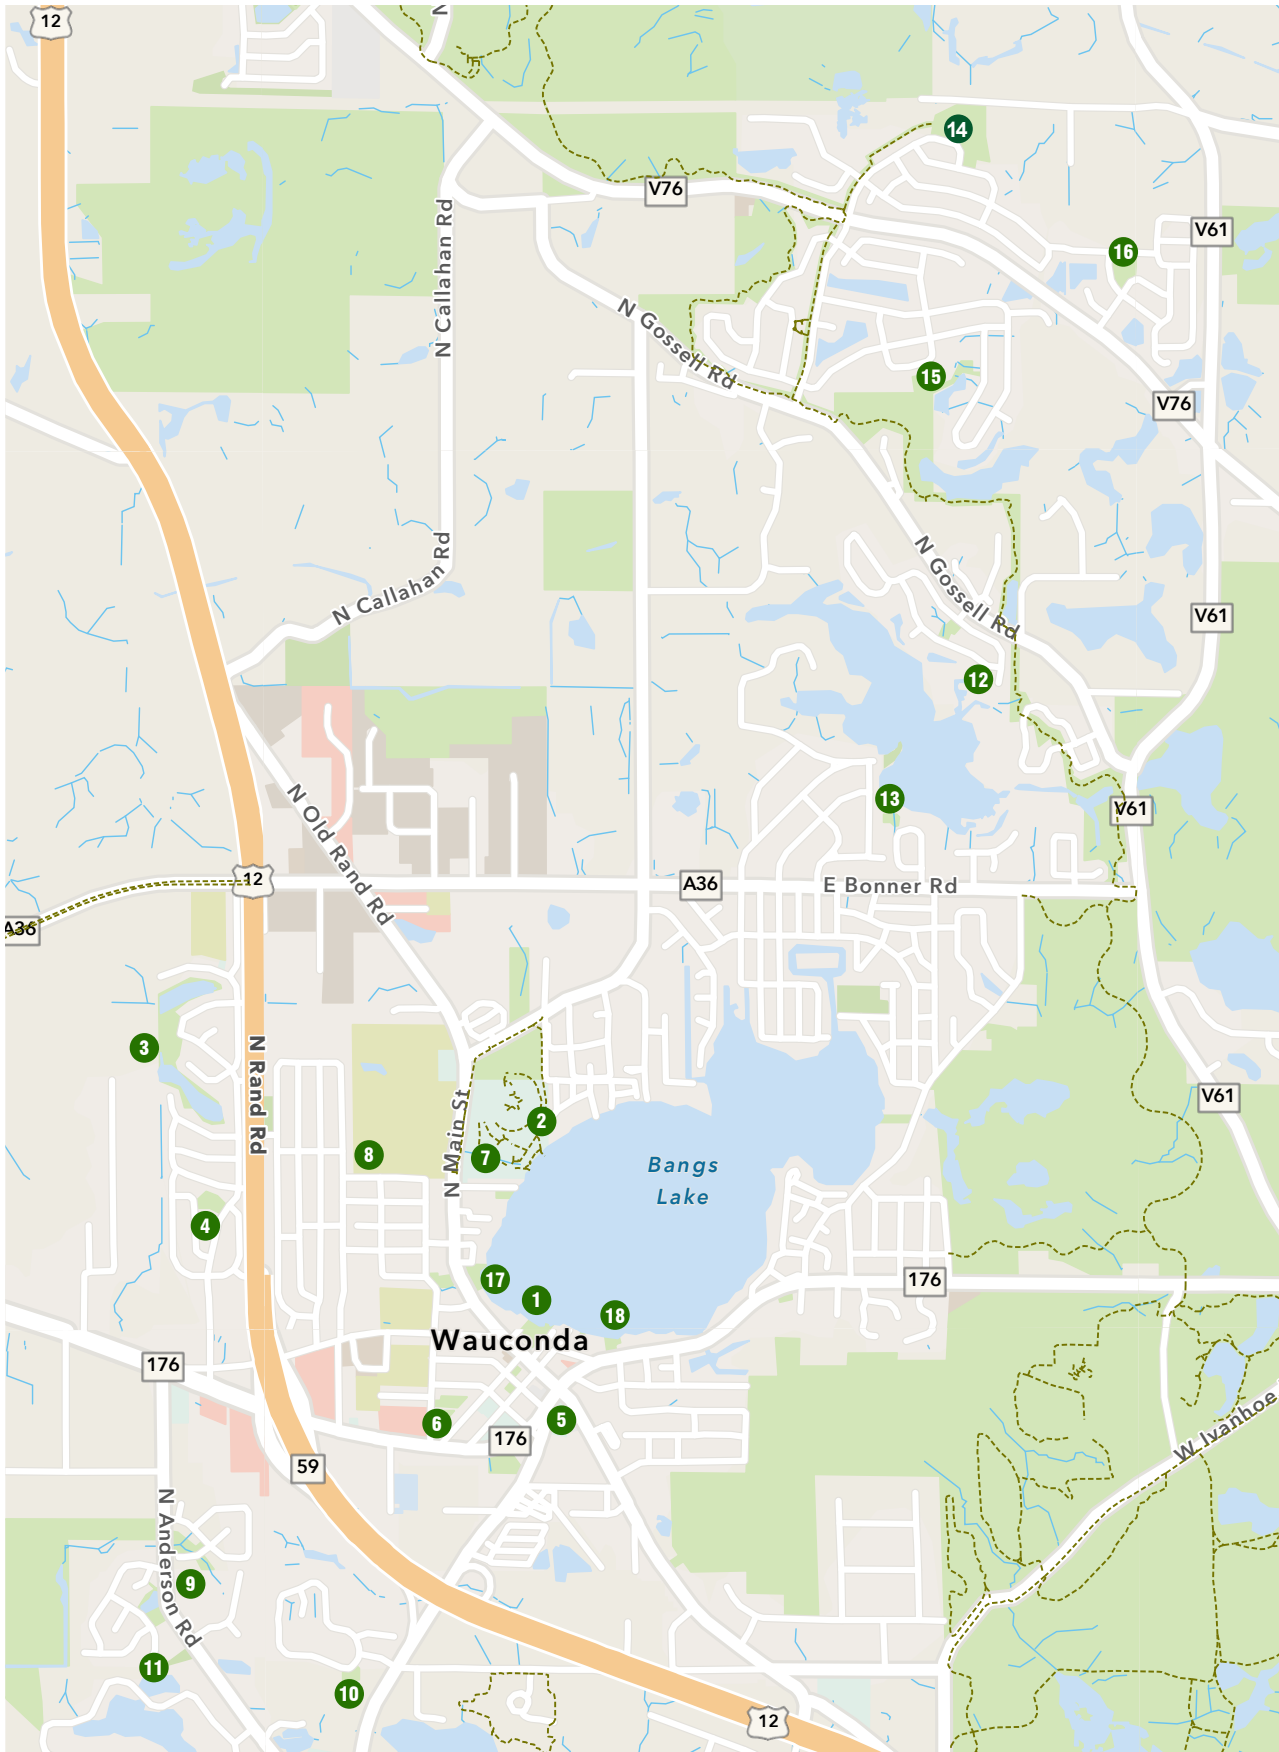 12
N
14
V76
V61
N Callahan Rd
16
N Gossell Rd
15
V76
N Callahan Rd
N Gossell Rd
V61
12
N Old Rand Rd
13
V61
12
A36
E Bonner Rd
A36
3
N Rand Rd
N Main St
V61
2
8
7
Bangs
Lake
4
17
1
18
176
Wauconda
176
6
5
176
59
W Ivanhoe
N Anderson Rd
9
11
10
12